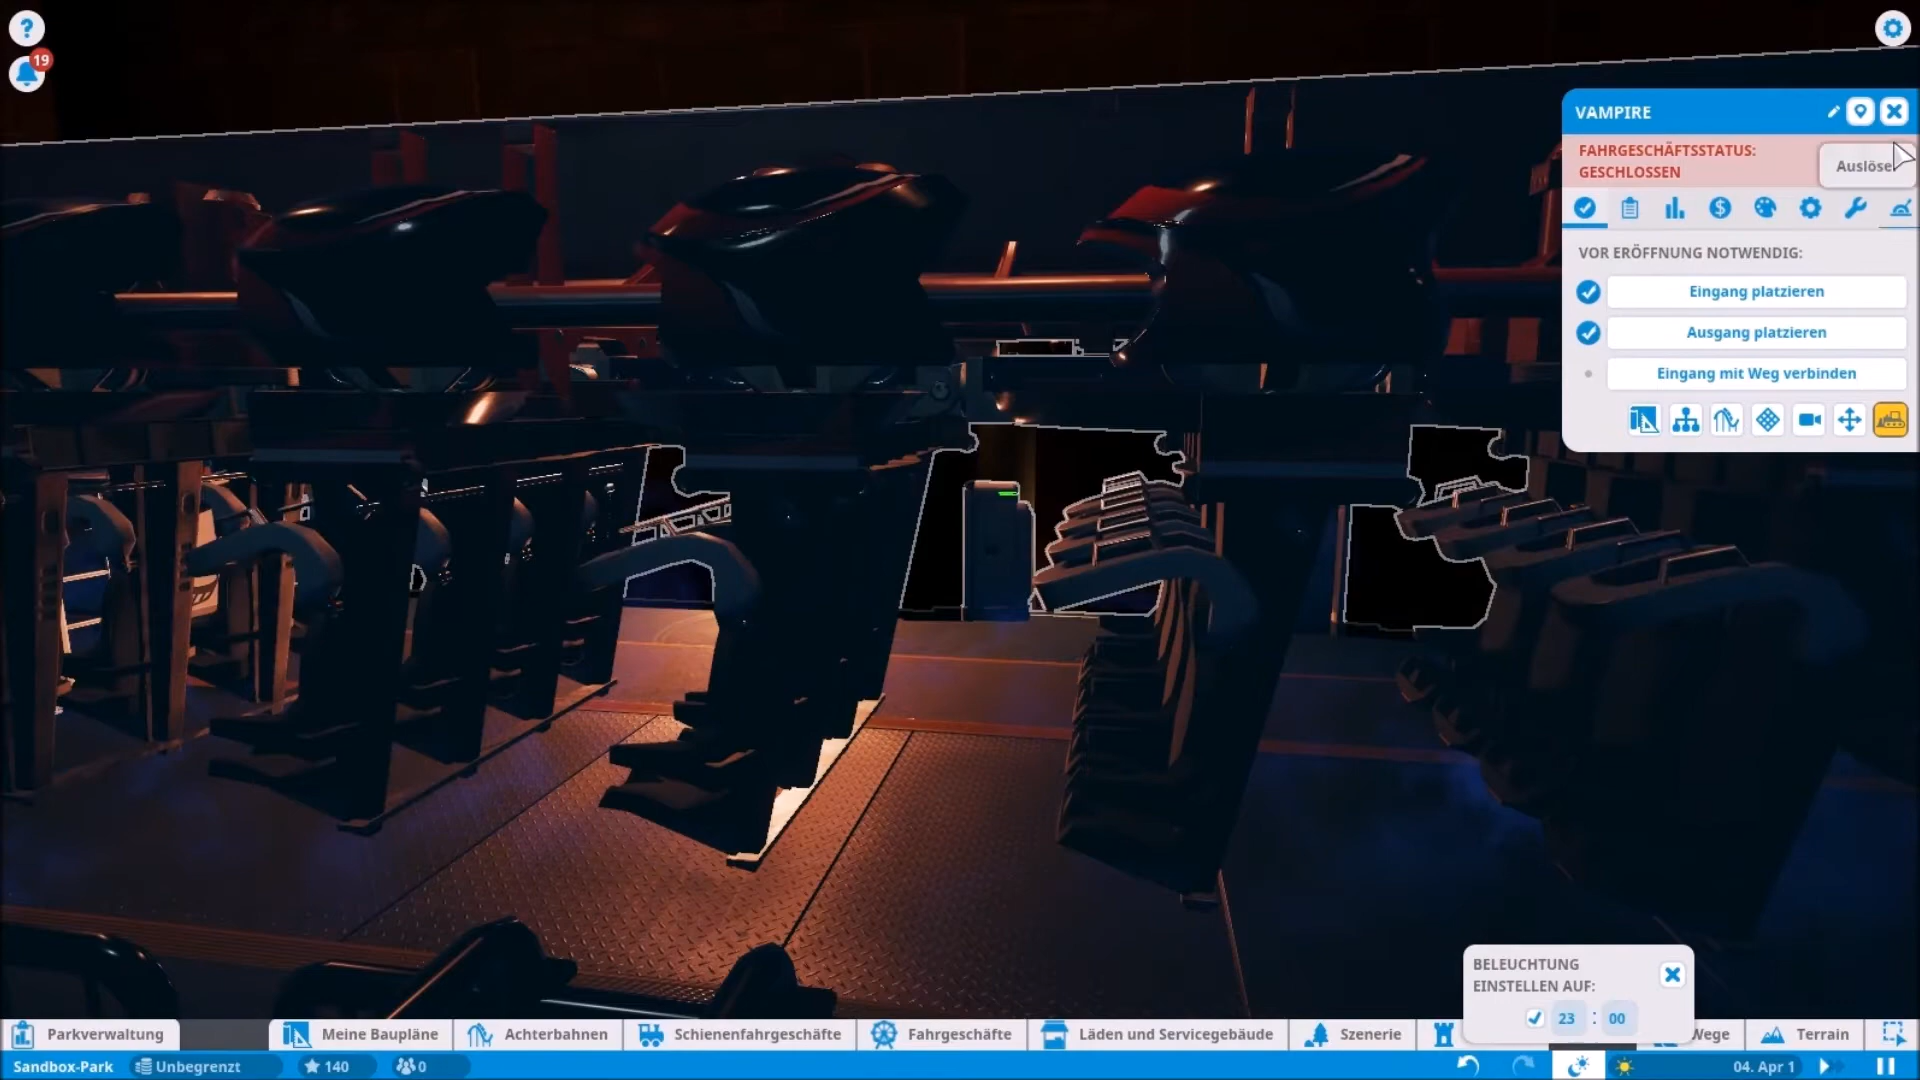 ?
19
VAMPIRE
FAHRGESCHÄFTSSTATUS:
GESCHLOSSEN
Auslöse
VOR ERÖFFNUNG NOTWENDIG:
Eingang platzieren
Ausgang platzieren
Eingang mit Weg verbinden
BELEUCHTUNG
EINSTELLEN AUF:
23 : 00
Parkverwaltung
Meine Baupläne
Achterbahnen
Schienenfahrgeschäfte
Fahrgeschäfte
Läden und Servicegebäude
Szenerie
Wege
Terrain
Sandbox-Park
Unbegrenzt
140
0
04. Apr 1